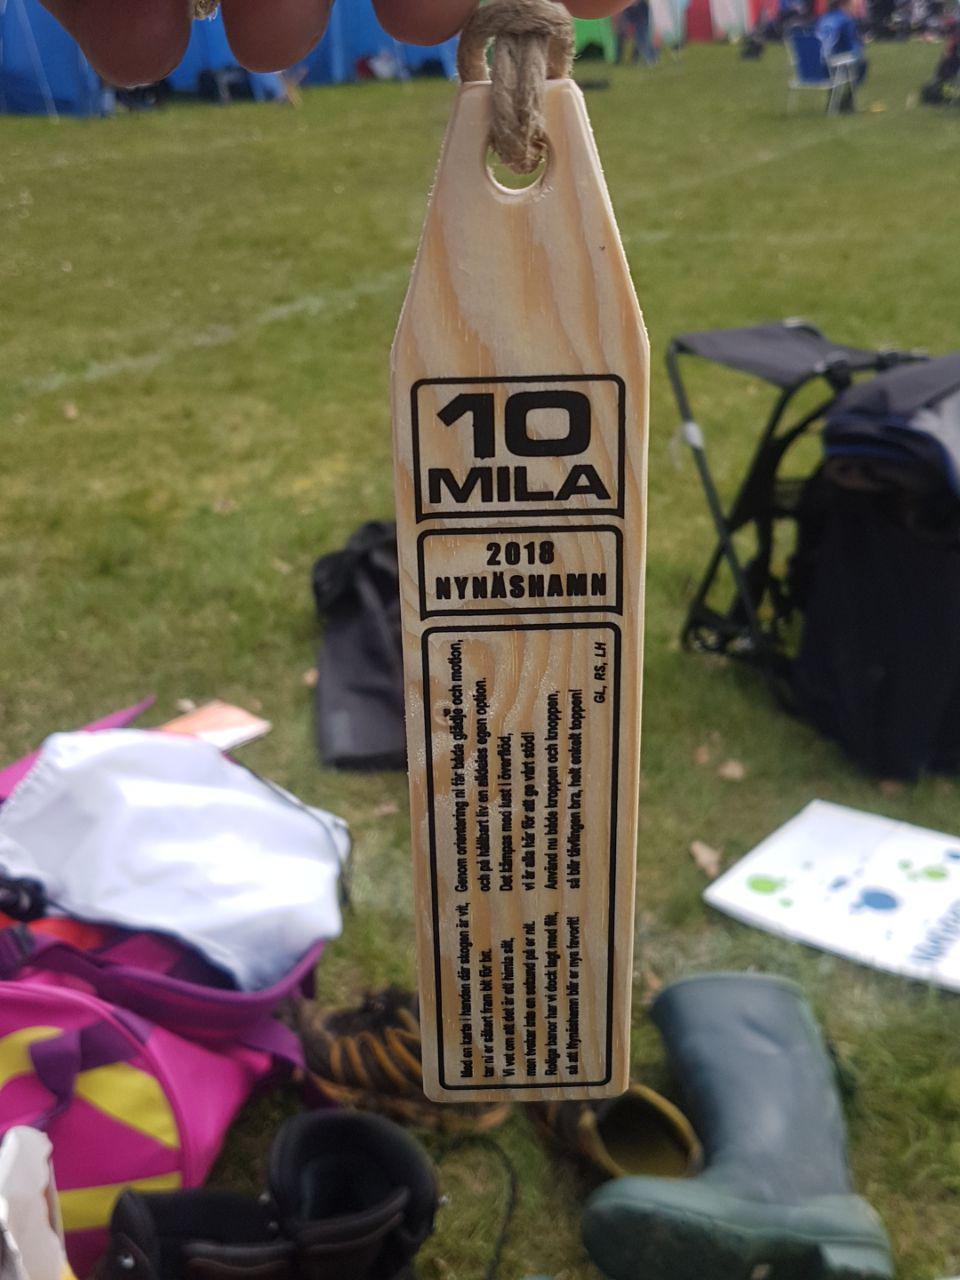 10
MILA
2018
NYNÄSHAMN
Med en karta i handen där skogen är vit,
tar ni er säkert fram bit för bit.
Vi vet om att det är ett himla slit,
men tvekar inte en sekund på er nit.
Roliga banor har vi dock lagt med flit,
så att Nynäshamn blir er nya favorit!
Genom orientering ni får både glädje och motion,
och på hållbart liv en alldeles egen option.
Det kämpas med lust i överflöd,
vi är alla här för att ge vårt stöd!
Använd nu både kroppen och knoppen,
så blir tävlingen bra, helt enkelt toppen!
GL, RS, LH